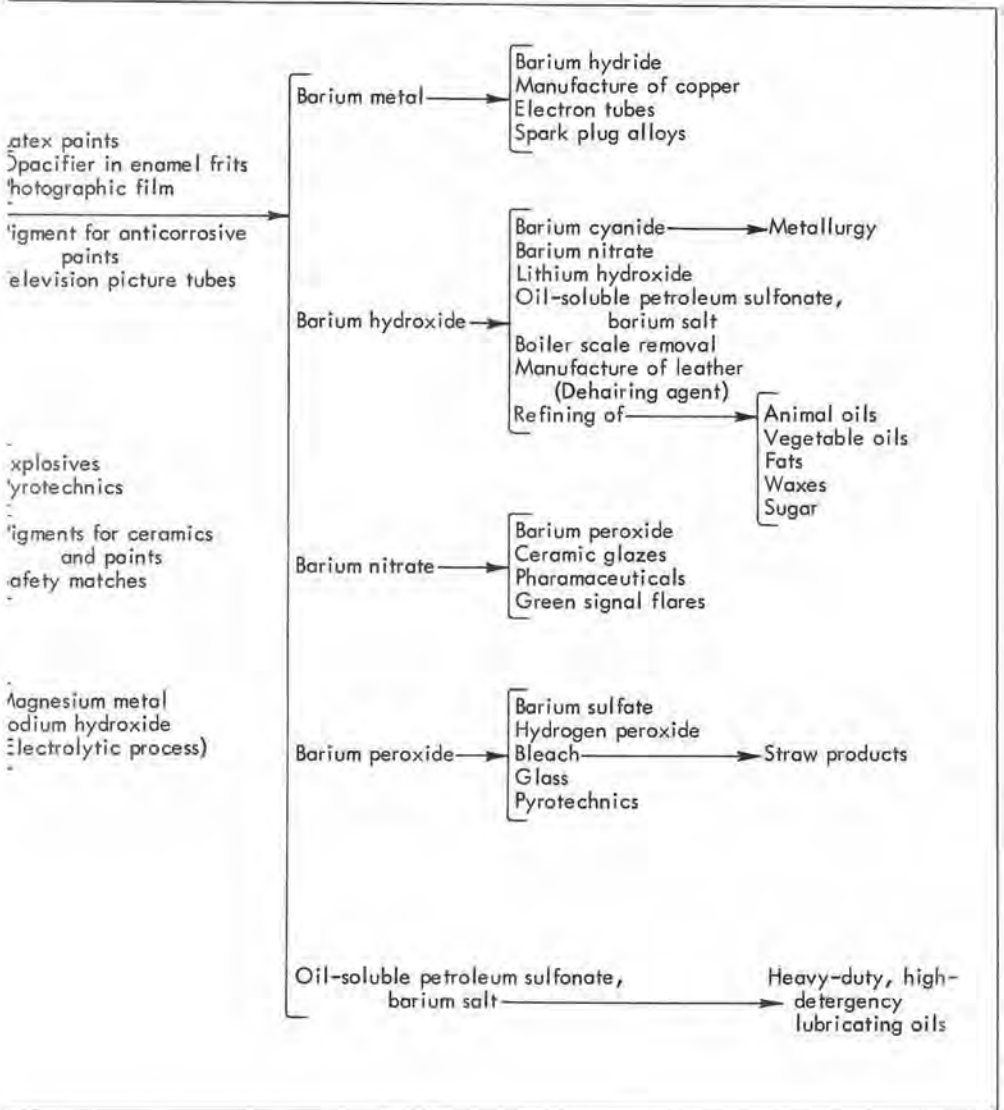 atex paints
pacifier in enamel frits
hotographic film
igment for anticorrosive
paints
elevision picture tubes
xplosives
yrotechnics
igments for ceramics
and paints
afety matches
agnesium metal
odium hydroxide
Electrolytic process)
Barium metal
Barium hydride
Manufacture of copper
Electron tubes
Spark plug alloys
Barium hydroxide
Barium cyanide
Metallurgy
Barium nitrate
Lithium hydroxide
Oil-soluble petroleum sulfonate,
barium salt
Boiler scale removal
Manufacture of leather
(Dehairing agent)
Refining of
Animal oils
Vegetable oils
Fats
Waxes
Sugar
Barium nitrate
Barium peroxide
Ceramic glazes
Pharamaceuticals
Green signal flares
Barium peroxide
Barium sulfate
Hydrogen peroxide
Bleach
Straw products
Glass
Pyrotechnics
Oil-soluble petroleum sulfonate,
barium salt
Heavy-duty, high-
detergency
lubricating oils